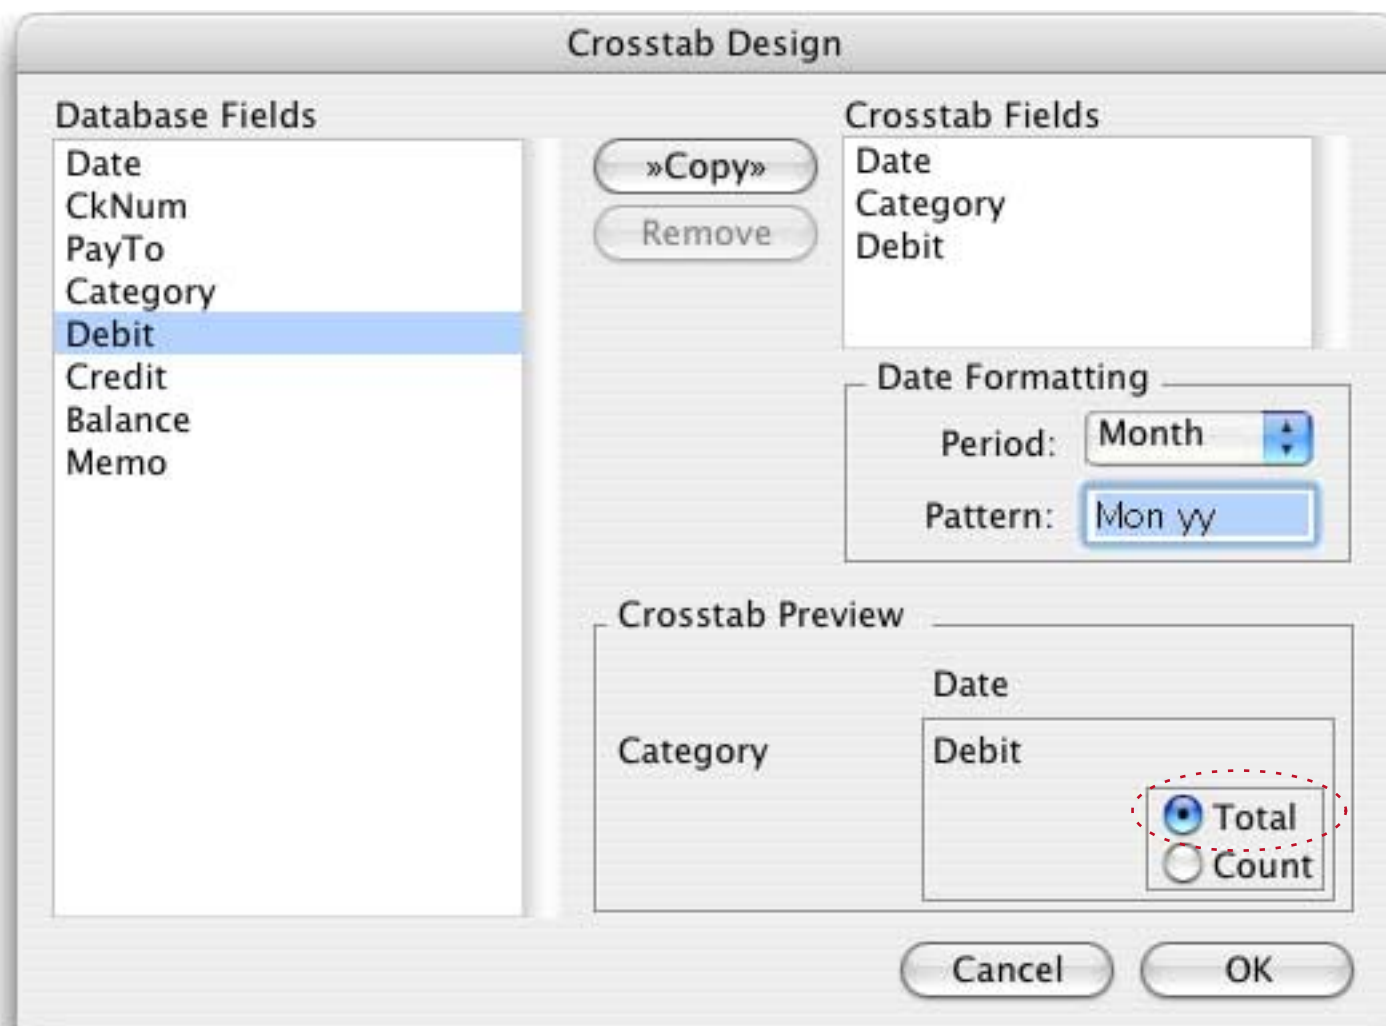 Crosstab Design
Database Fields
Date
CkNum
PayTo
Category
Debit
Credit
Balance
Memo
»Copy»
Remove
Crosstab Fields
Date
Category
Debit
Date Formatting
Period: Month
Pattern: Mon yy
Crosstab Preview
Date
Category Debit
Total
Count
Cancel OK